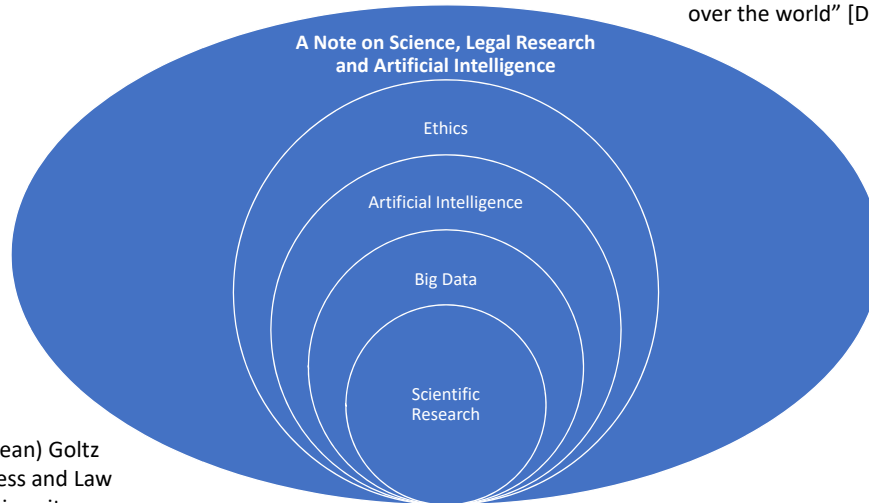 over the world” [D
A Note on Science, Legal Research
and Artificial Intelligence
Ethics
Artificial Intelligence
Big Data
Scientific
Research
ean) Goltz
ess and Law